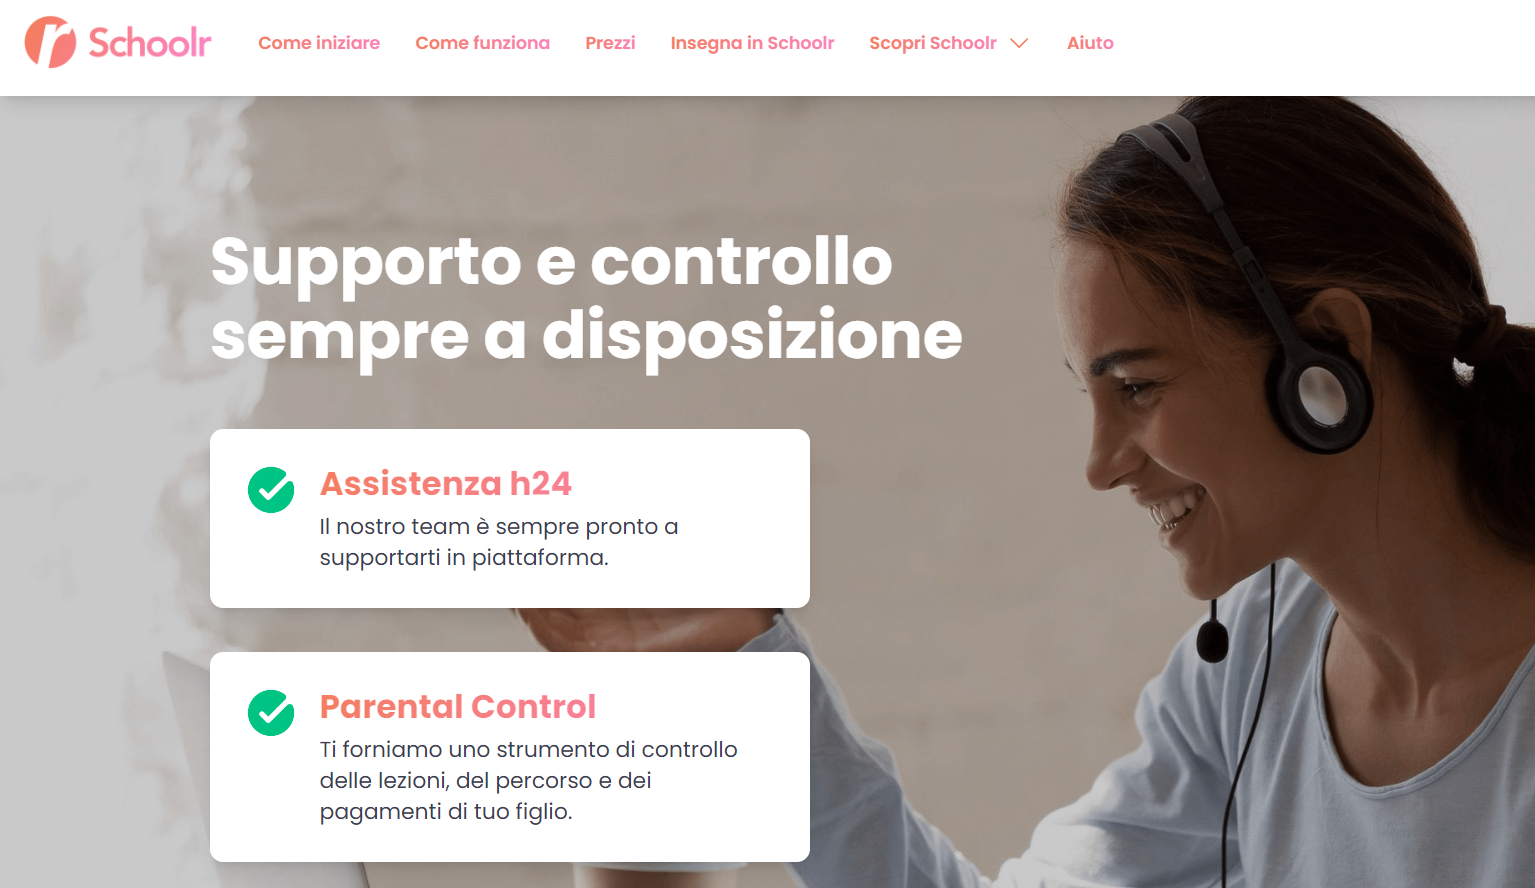 Schoolr
Come iniziare
Come funziona
Prezzi
Insegna in Schoolr
Scopri Schoolr
Aiuto
Supporto e controllo
sempre a disposizione
Assistenza h24
Il nostro team è sempre pronto a
supportarti in piattaforma.
Parental Control
Ti forniamo uno strumento di controllo
delle lezioni, del percorso e dei
pagamenti di tuo figlio.